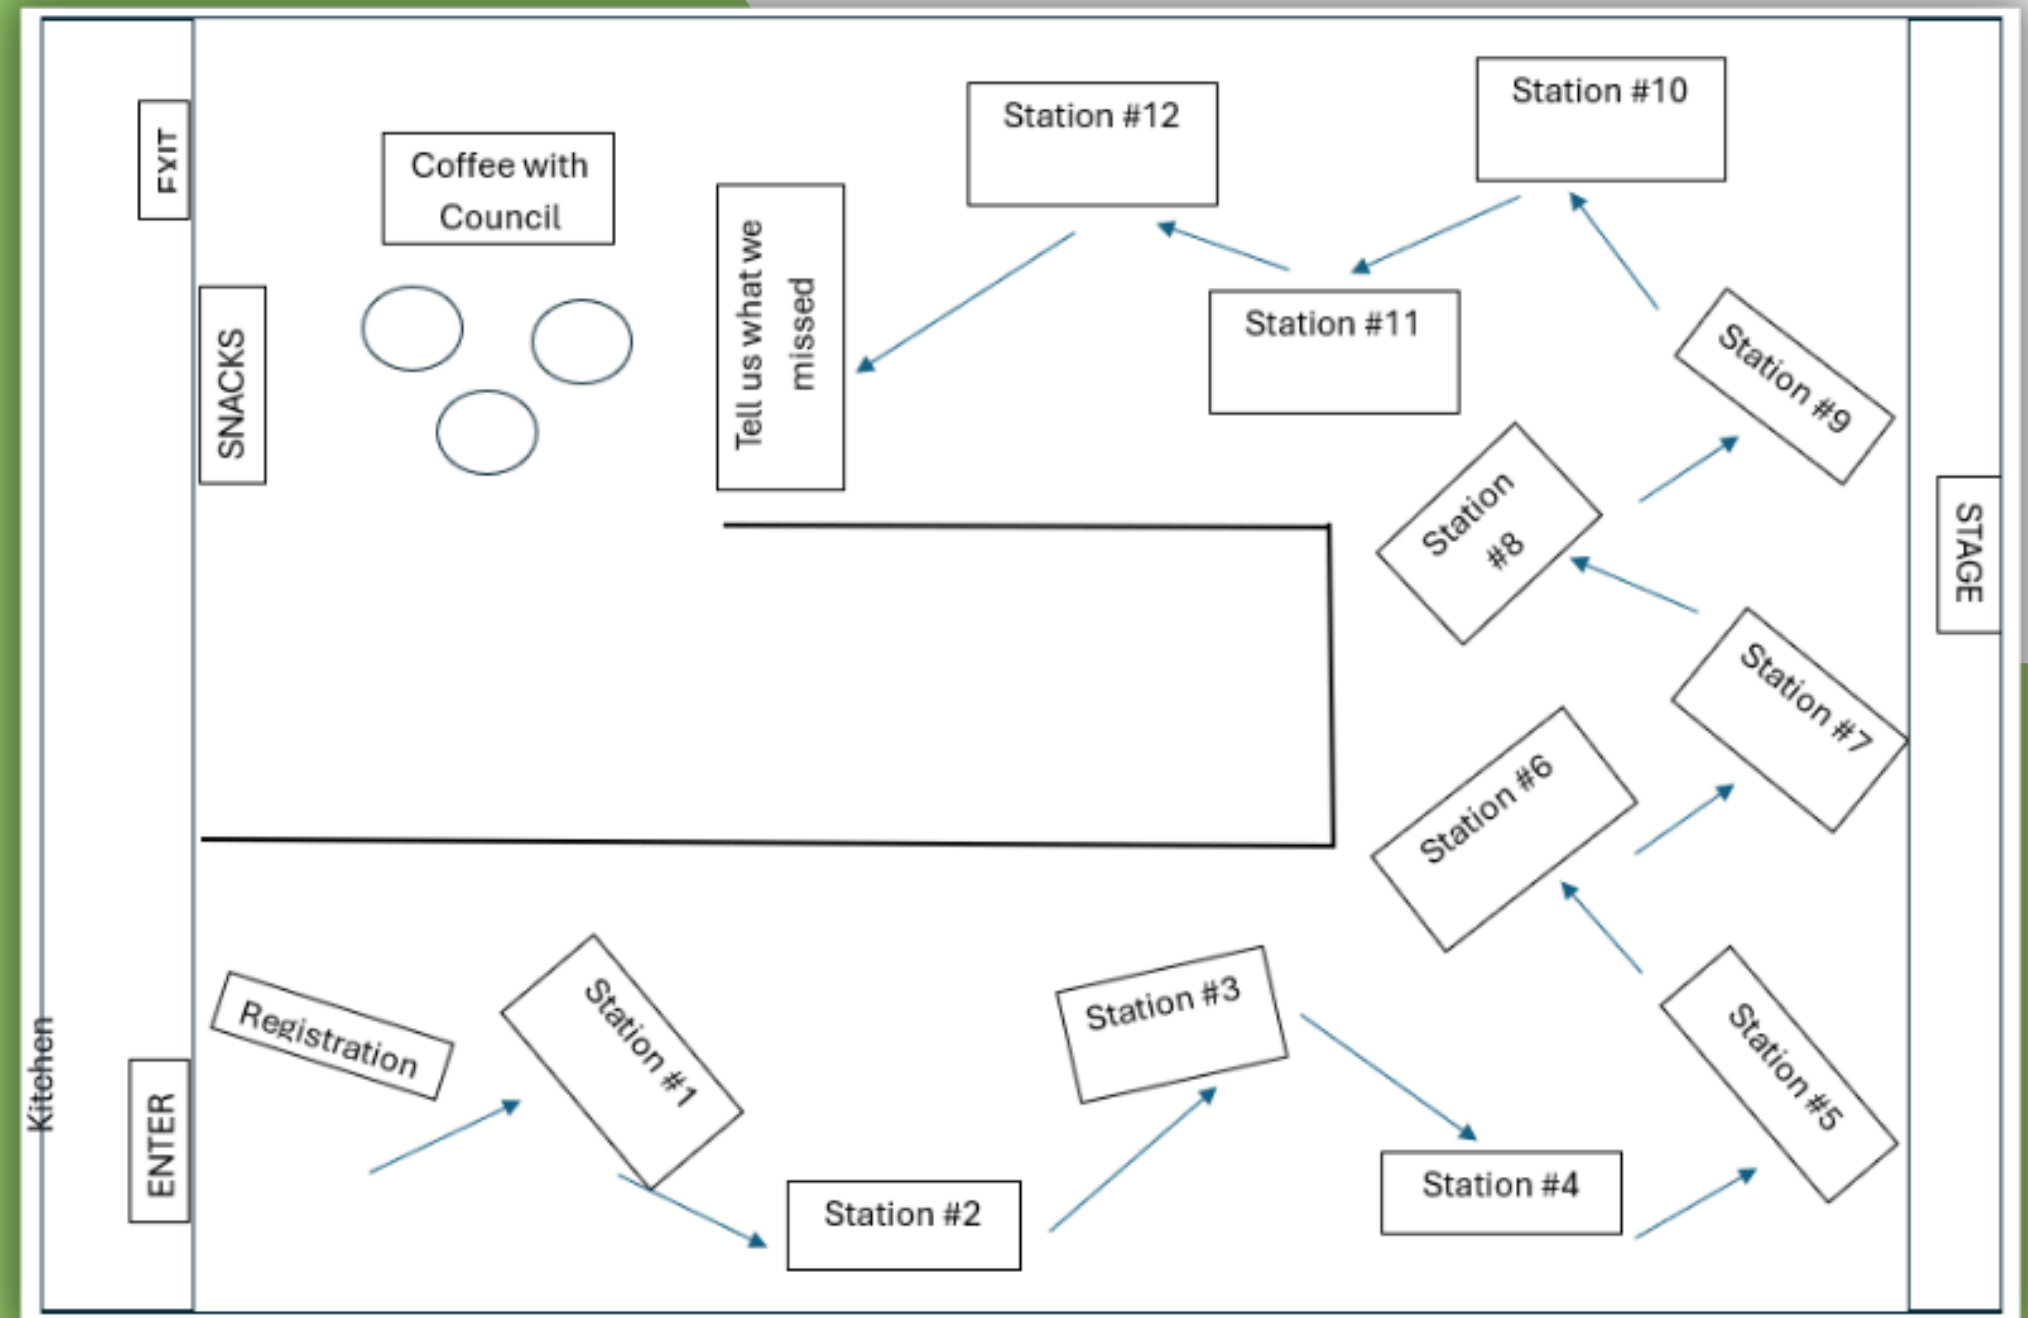 EXIT
Coffee with
Council
SNACKS
Tell us what we
missed
Station #12
Station #10
Station #11
Station #9
Station
#8
STAGE
Station #7
Station #6
Station #5
Station #3
Station #4
Station #2
Station #1
Registration
ENTER
Kitchen